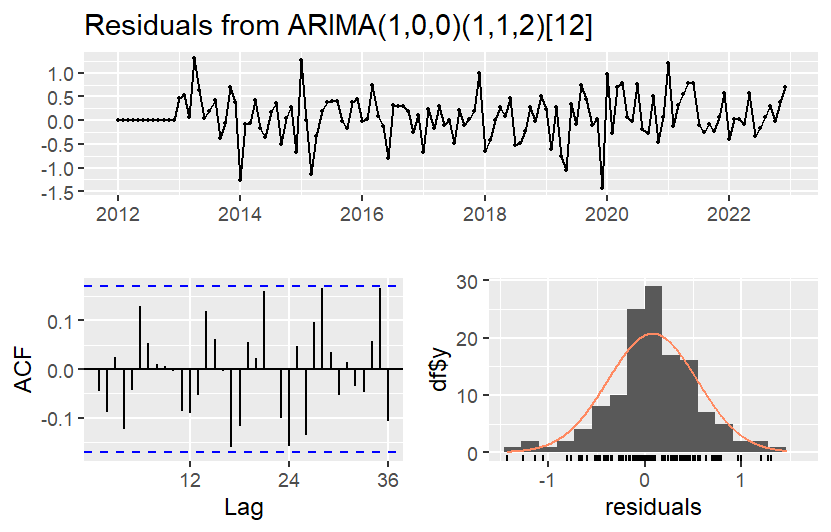 Residuals from ARIMA(1,0,0)(1,1,2)[12]
1.0
0.5
0.0
-0.5
-1.0
-1.5
2012 2014 2016 2018 2020 2022
ACF
0.1
0.0
-0.1
12 24 36
Lag
df$y
30
20
10
0
-1 0 1
residuals